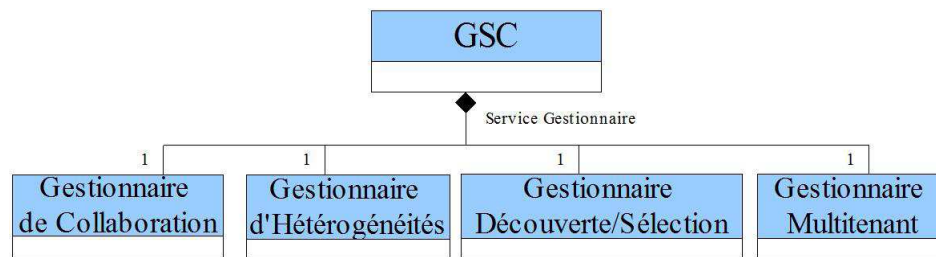 GSC
Service Gestionnaire
1 1 1 1
Gestionnaire
de Collaboration
Gestionnaire
d'Hétérogénéités
Gestionnaire
Découverte/Sélection
Gestionnaire
Multitenant